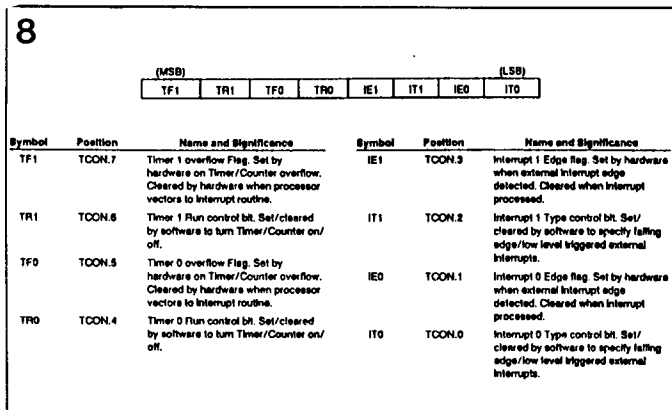 8
(MSB) (LSB)
TF1 TR1 TF0 TR0 IE1 IT1 IE0 IT0
Symbol Position Name and Significance
TF1 TCON.7 Timer 1 overflow Flag. Set by
hardware on Timer/Counter overflow.
Cleared by hardware when processor
vectors to interrupt routine.
TR1 TCON.6 Timer 1 Run control bit. Set/cleared
by software to turn Timer/Counter on/
off.
TF0 TCON.5 Timer 0 overflow Flag. Set by
hardware on Timer/Counter overflow.
Cleared by hardware when processor
vectors to interrupt routine.
TR0 TCON.4 Timer 0 Run control bit. Set/cleared
by software to turn Timer/Counter on/
off.
Symbol Position Name and Significance
IE1 TCON.3 Interrupt 1 Edge flag. Set by hardware
when external interrupt edge
detected. Cleared when interrupt
processed.
IT1 TCON.2 Interrupt 1 Type control bit. Set/
cleared by software to specify falling
edge/low level triggered external
interrupts.
IE0 TCON.1 Interrupt 0 Edge flag. Set by hardware
when external interrupt edge
detected. Cleared when interrupt
processed.
IT0 TCON.0 Interrupt 0 Type control bit. Set/
cleared by software to specify falling
edge/low level triggered external
interrupts.